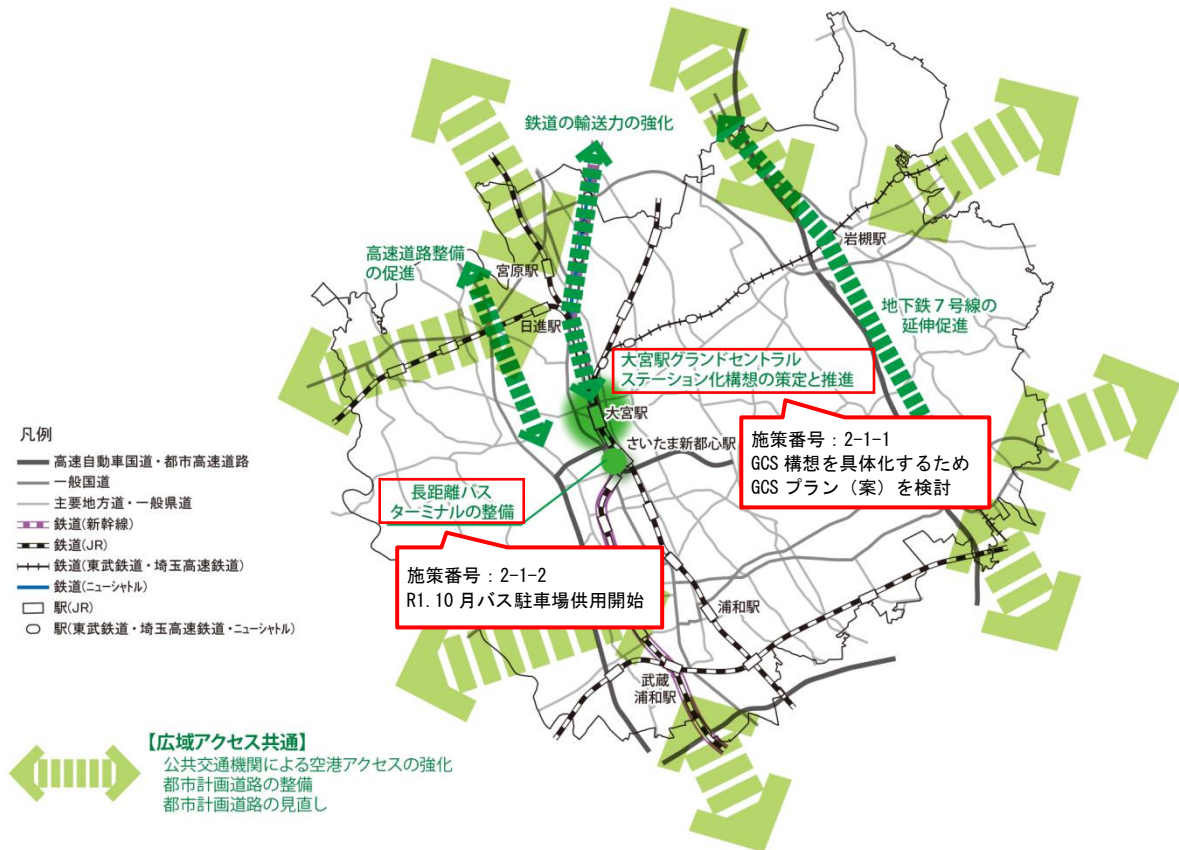 鉄道の輸送力の強化
高速道路整備
の促進
宮原駅
日進駅
岩槻駅
地下鉄7号線の
延伸促進
大宮駅グランドセントラル
ステーション化構想の策定と推進
大宮駅
さいたま新都心駅
施策番号:2-1-1
GCS 構想を具体化するため
GCS プラン(案)を検討
長距離バス
ターミナルの整備
施策番号:2-1-2
R1.10 月バス駐車場供用開始
浦和駅
武蔵
浦和駅
凡例
高速自動車国道・都市高速道路
一般国道
主要地方道・一般県道
鉄道(新幹線)
鉄道(JR)
鉄道(東武鉄道・埼玉高速鉄道)
鉄道(ニューシャトル)
駅(JR)
駅(東武鉄道・埼玉高速鉄道・ニューシャトル)
【広域アクセス共通】
公共交通機関による空港アクセスの強化
都市計画道路の整備
都市計画道路の見直し